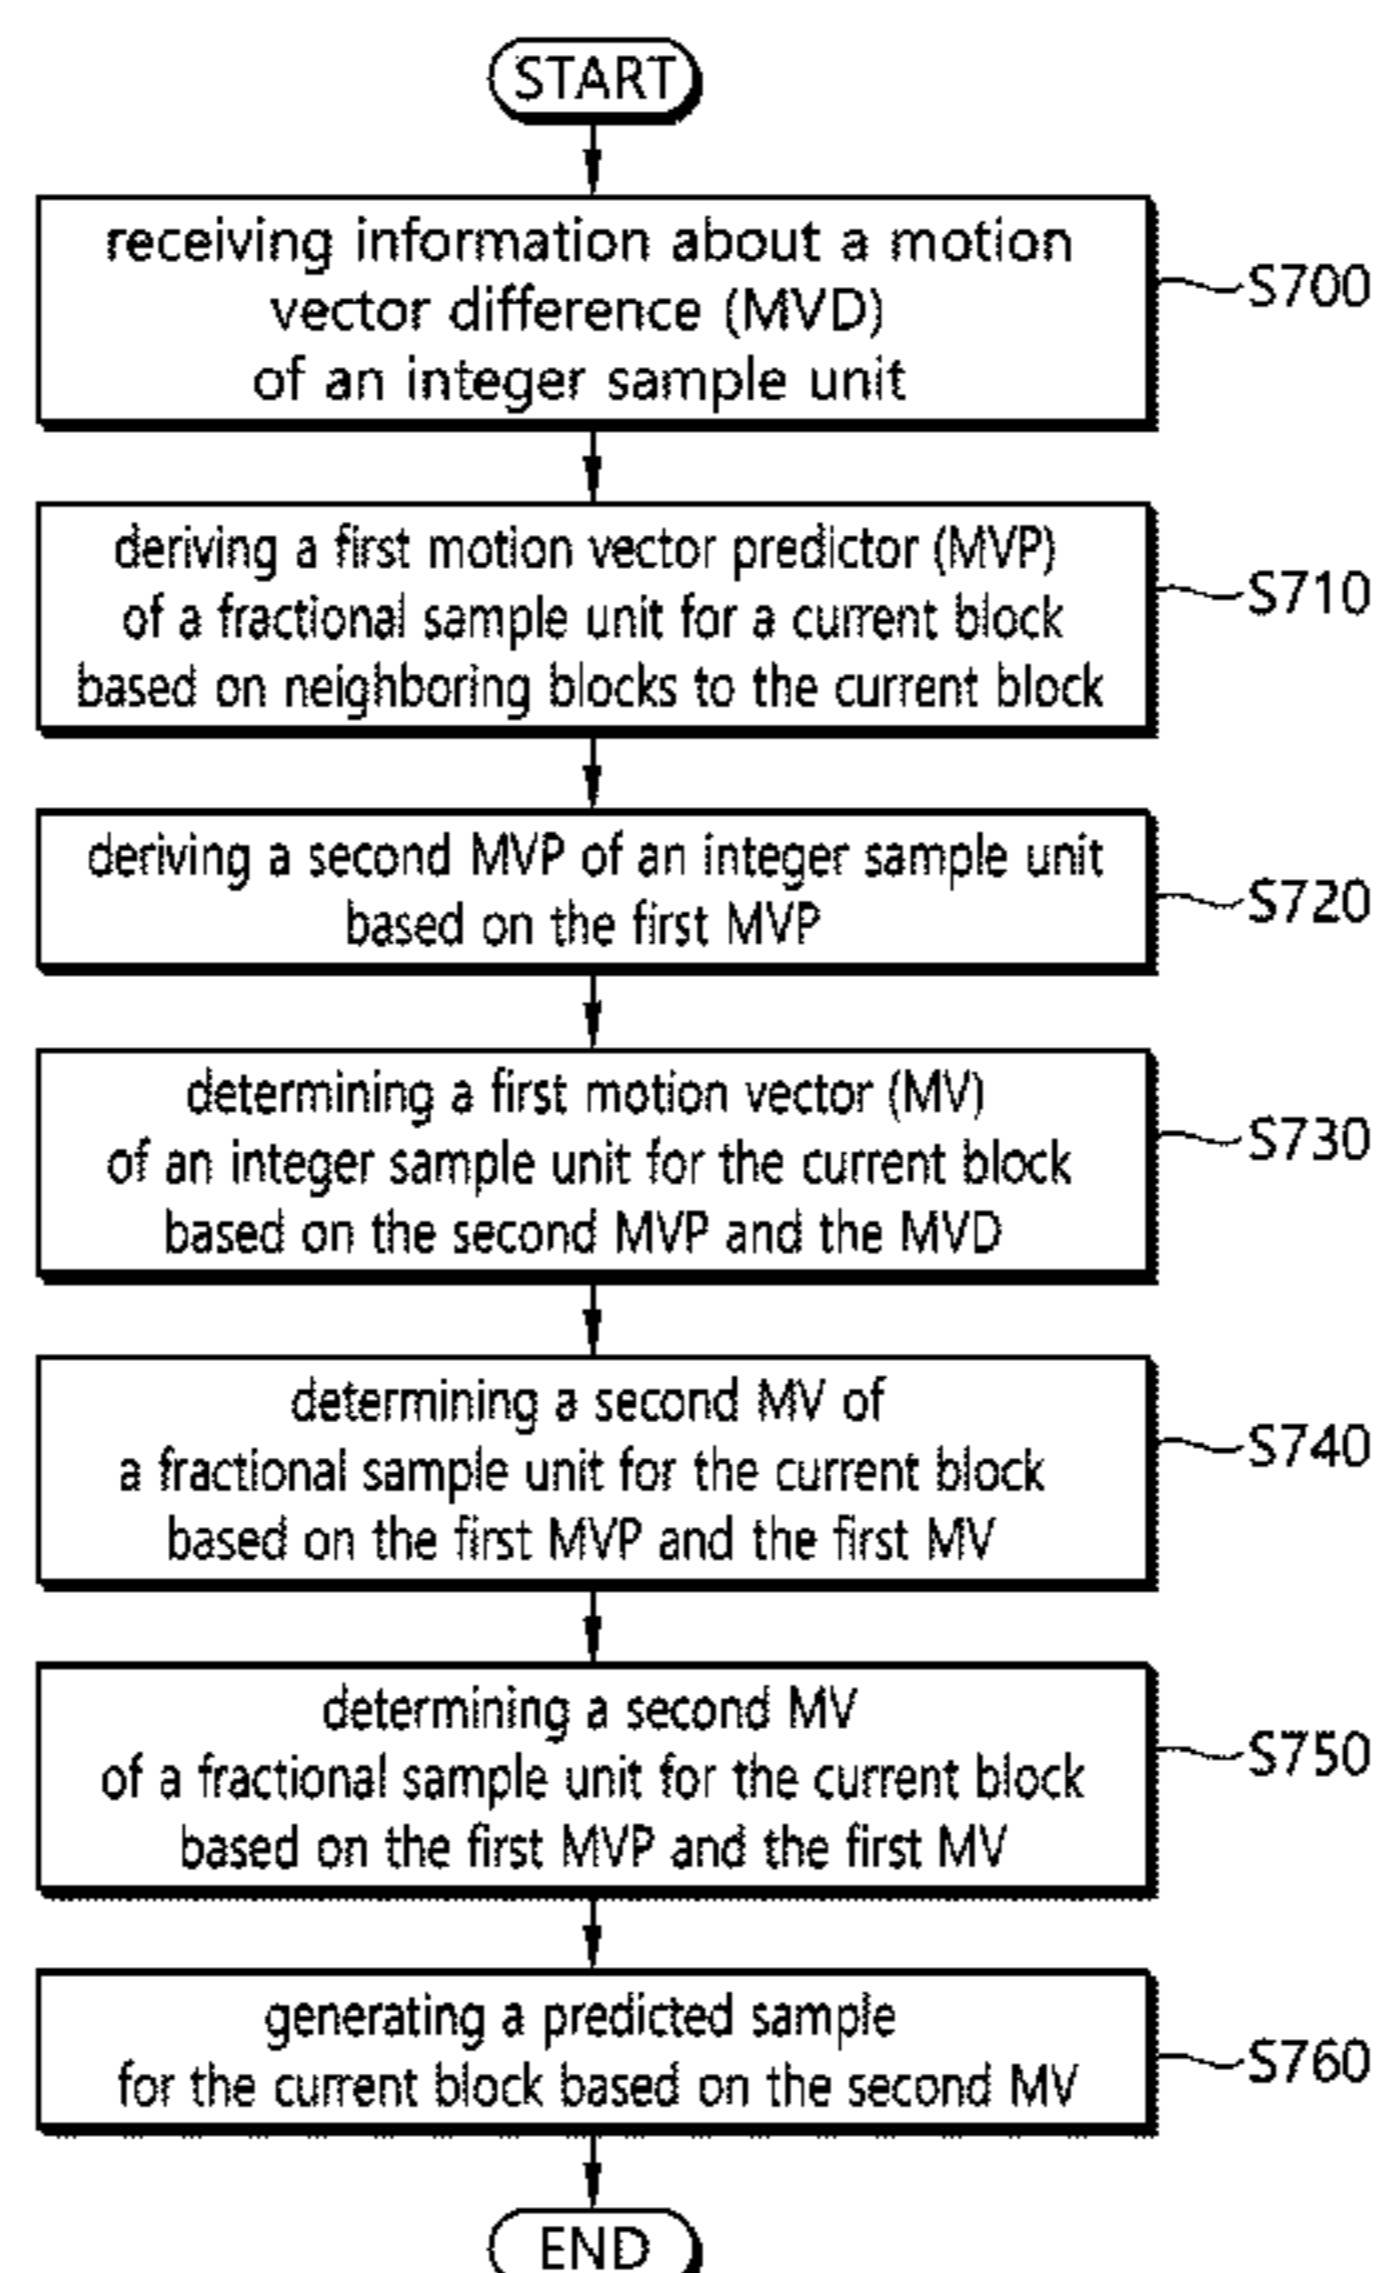 START
receiving information about a motion
vector difference (MVD)
of an integer sample unit
S700
deriving a first motion vector predictor (MVP)
of a fractional sample unit for a current block
based on neighboring blocks to the current block
S710
deriving a second MVP of an integer sample unit
based on the first MVP
S720
determining a first motion vector (MV)
of an integer sample unit for the current block
based on the second MVP and the MVD
S730
determining a second MV of
a fractional sample unit for the current block
based on the first MVP and the first MV
S740
determining a second MV
of a fractional sample unit for the current block
based on the first MVP and the first MV
S750
generating a predicted sample
for the current block based on the second MV
S760
END